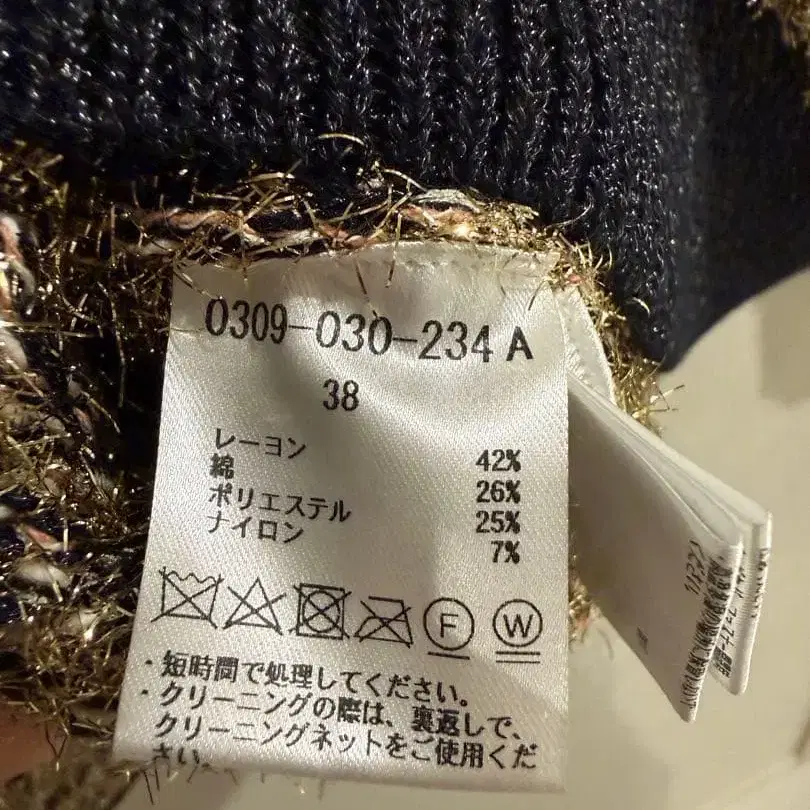 0309-030-234 A
38
レーヨン 42%
綿 26%
ポリエステル 25%
ナイロン 7%
F W
・短時間で処理してください。
・クリーニングの際は、裏返しで、
クリーニングネットをご使用くだ
さい。